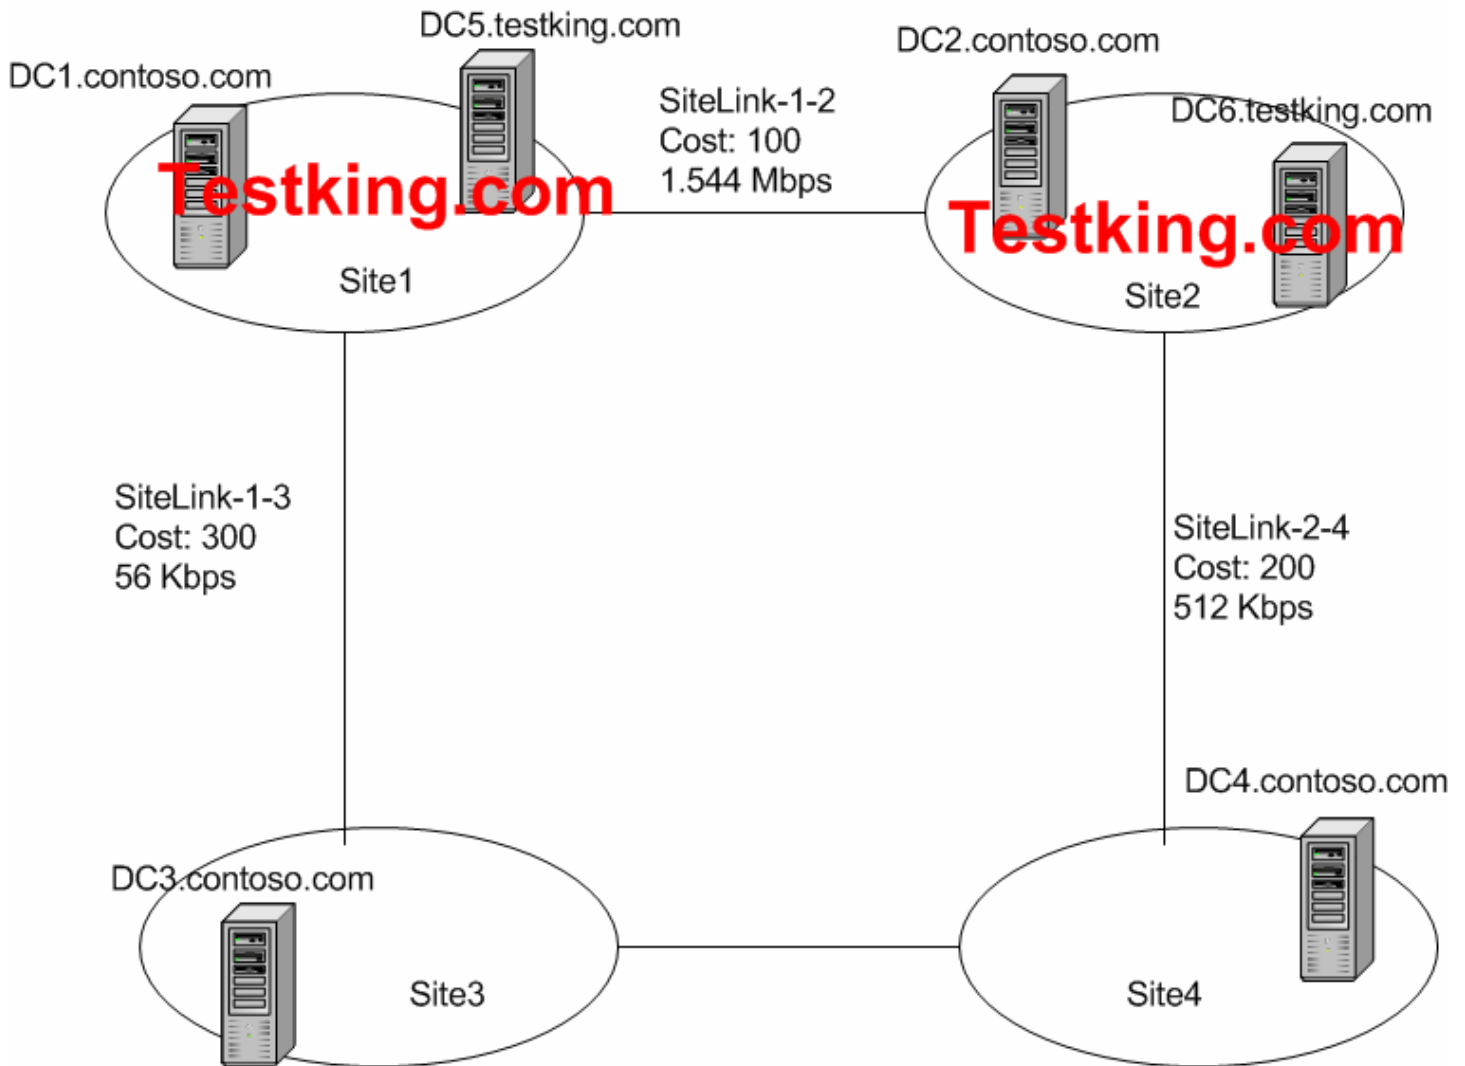 DC5.testking.com
DC2.contoso.com
DC1.contoso.com
SiteLink-1-2
Cost: 100
1.544 Mbps
DC6.testking.com
Testking.com
Testking.com
Site1
Site2
SiteLink-1-3
Cost: 300
56 Kbps
SiteLink-2-4
Cost: 200
512 Kbps
DC4.contoso.com
DC3.contoso.com
Site3
Site4